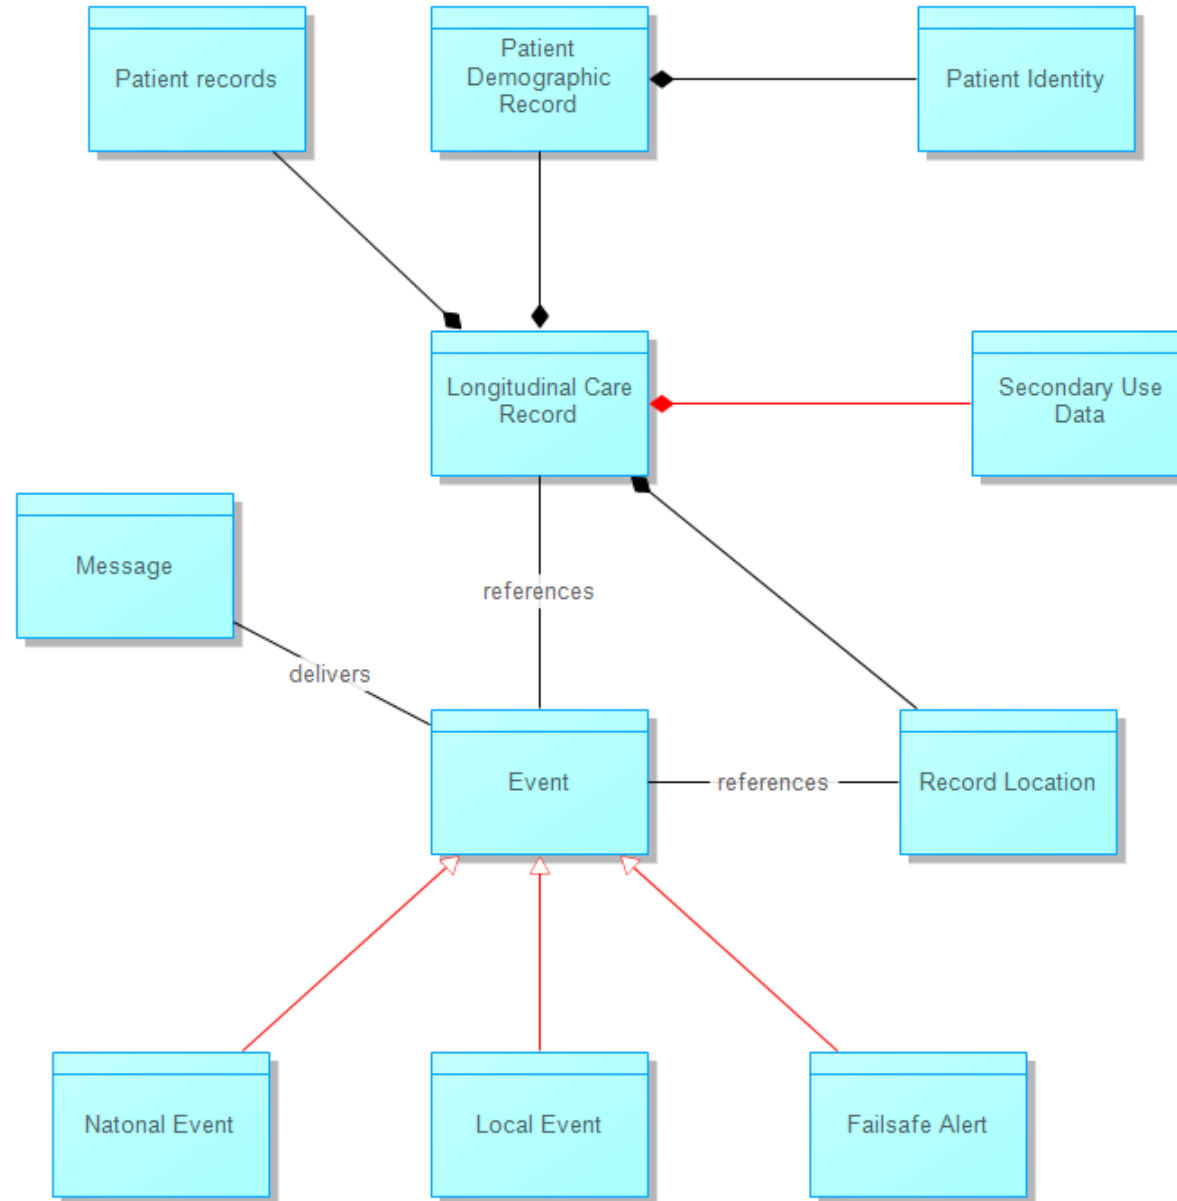 Patient records
Patient
Demographic
Record
Patient Identity
Longitudinal Care
Record
Secondary Use
Data
Message
references
delivers
Event
references
Record Location
Natonal Event
Local Event
Failsafe Alert